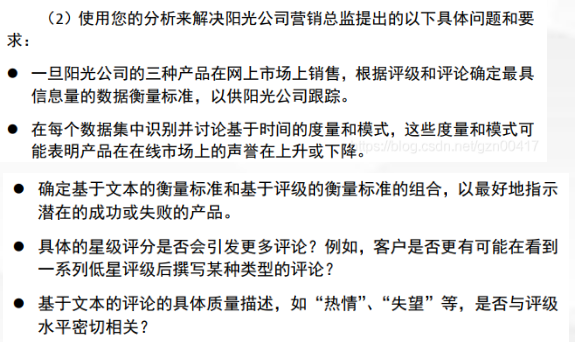 （2）使用您的分析来解决阳光公司营销总监提出的以下具体问题和要
求：
● 一旦阳光公司的三种产品在网上市场上销售，根据评级和评论确定最具
信息量的数据衡量标准，以供阳光公司跟踪。
● 在每个数据集中识别并讨论基于时间的度量和模式，这些度量和模式可
能表明产品在在线市场上的声誉在上升或下降。
https://blog.csdn.net/gzn00417
● 确定基于文本的衡量标准和基于评级的衡量标准的组合，以最好地指示
潜在的成功或失败的产品。
● 具体的星级评分是否会引发更多评论？例如，客户是否更有可能在看到
一系列低星评级后撰写某种类型的评论？
● 基于文本的评论的具体质量描述，如“热情”、“失望”等，是否与评级
水平密切相关？